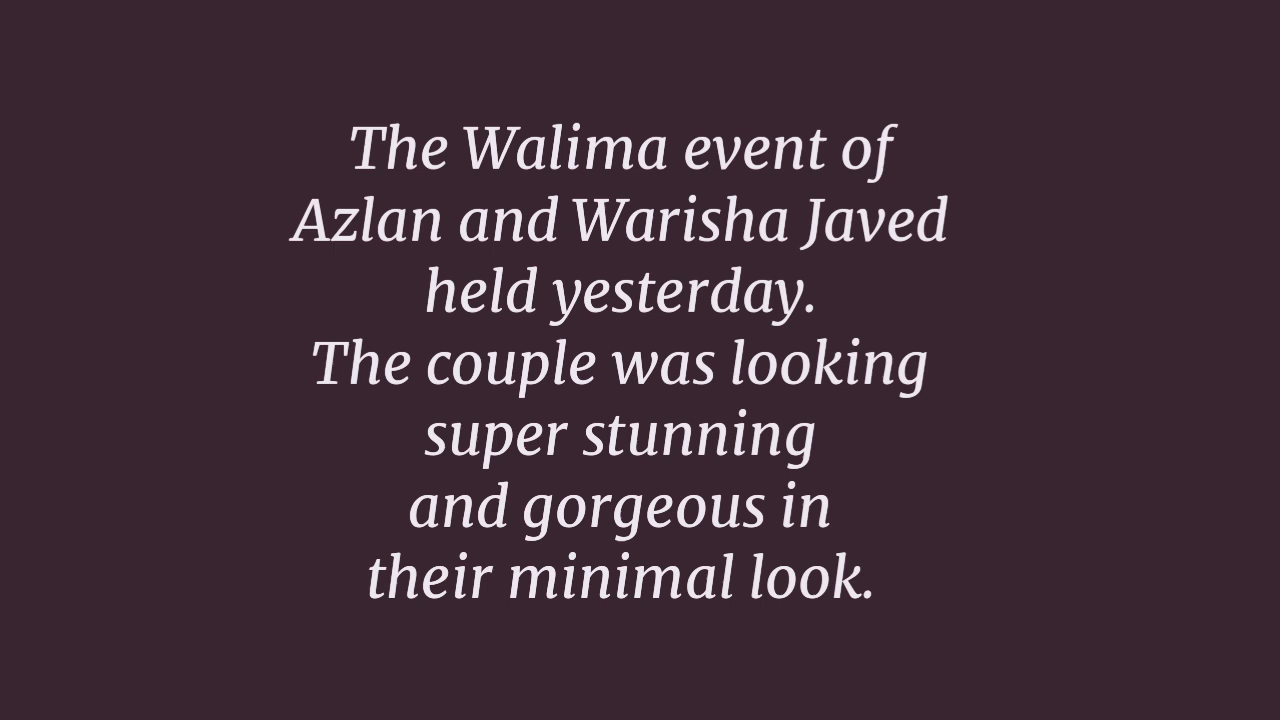 The Walima event of
Azlan and Warisha Javed
held yesterday.
The couple was looking
super stunning
and gorgeous in
their minimal look.